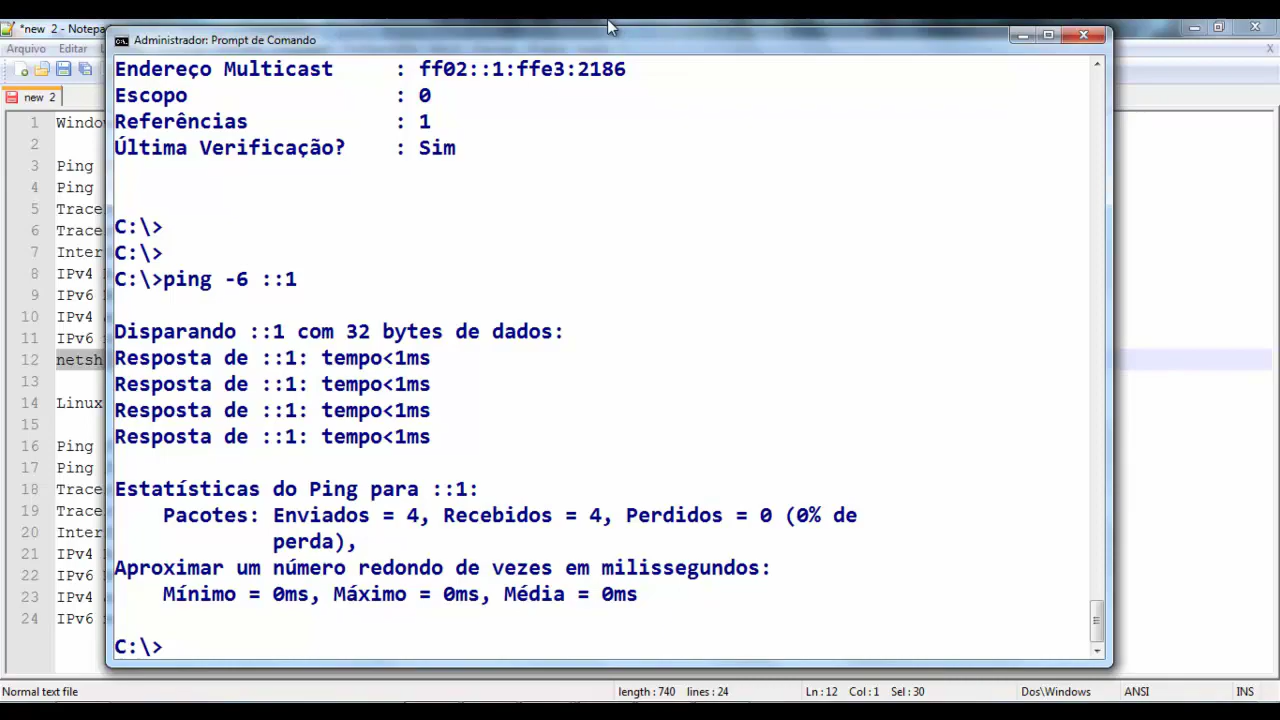 *new 2 - Notepa
Administrador: Prompt de Comando
Arquivo Editar
new 2
Endereço Multicast : ff02::1:ffe3:2186
Escopo : 0
Referências : 1
Última Verificação? : Sim
C:\>
C:\>
C:\>ping -6 ::1
Disparando ::1 com 32 bytes de dados:
Resposta de ::1: tempo<1ms
Resposta de ::1: tempo<1ms
Resposta de ::1: tempo<1ms
Resposta de ::1: tempo<1ms
Estatísticas do Ping para ::1:
Pacotes: Enviados = 4, Recebidos = 4, Perdidos = 0 (0% de
perda),
Aproximar um número redondo de vezes em milissegundos:
Mínimo = 0ms, Máximo = 0ms, Média = 0ms
C:\>
1 Windo
2
3 Ping
4 Ping
5 Trace
6 Trace
7 Inter
8 IPv4
9 IPv6
10 IPv4
11 IPv6
12 netsh
13
14 Linux
15
16 Ping
17 Ping
18 Trace
19 Trace
20 Inter
21 IPv4
22 IPv6
23 IPv4
24 IPv6
Normal text file length : 740 lines : 24 Ln : 12 Col : 1 Sel : 30 Dos\Windows ANSI INS